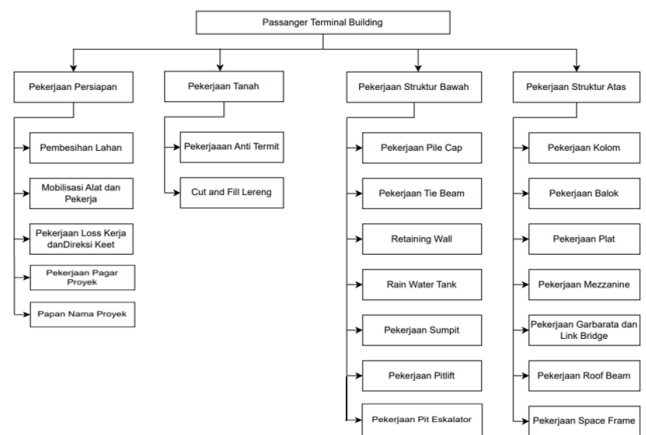 Passanger Terminal Building
Pekerjaan Persiapan
Pembesihan Lahan
Mobilisasi Alat dan
Pekerja
Pekerjaan Loss Kerja
danDireksi Keet
Pekerjaan Pagar
Proyek
Papan Nama Proyek
Pekerjaan Tanah
Pekerjaaan Anti Termit
Cut and Fill Lereng
Pekerjaan Struktur Bawah
Pekerjaan Pile Cap
Pekerjaan Tie Beam
Retaining Wall
Rain Water Tank
Pekerjaan Sumpit
Pekerjaan Pitlift
Pekerjaan Pit Eskalator
Pekerjaan Struktur Atas
Pekerjaan Kolom
Pekerjaan Balok
Pekerjaan Plat
Pekerjaan Mezzanine
Pekerjaan Garbarata dan
Link Bridge
Pekerjaan Roof Beam
Pekerjaan Space Frame